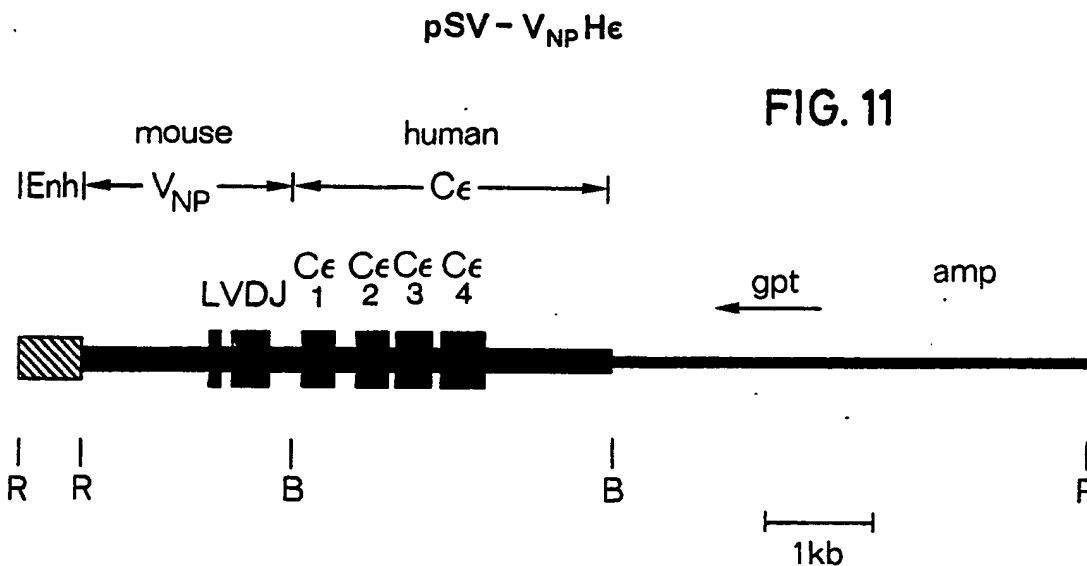 pSV - V_NP Hε
FIG. 11
mouse human
|Enh| V_NP Cε
LVDJ Cε 1 Cε 2 Cε 3 Cε 4
gpt amp
R R B B
1kb